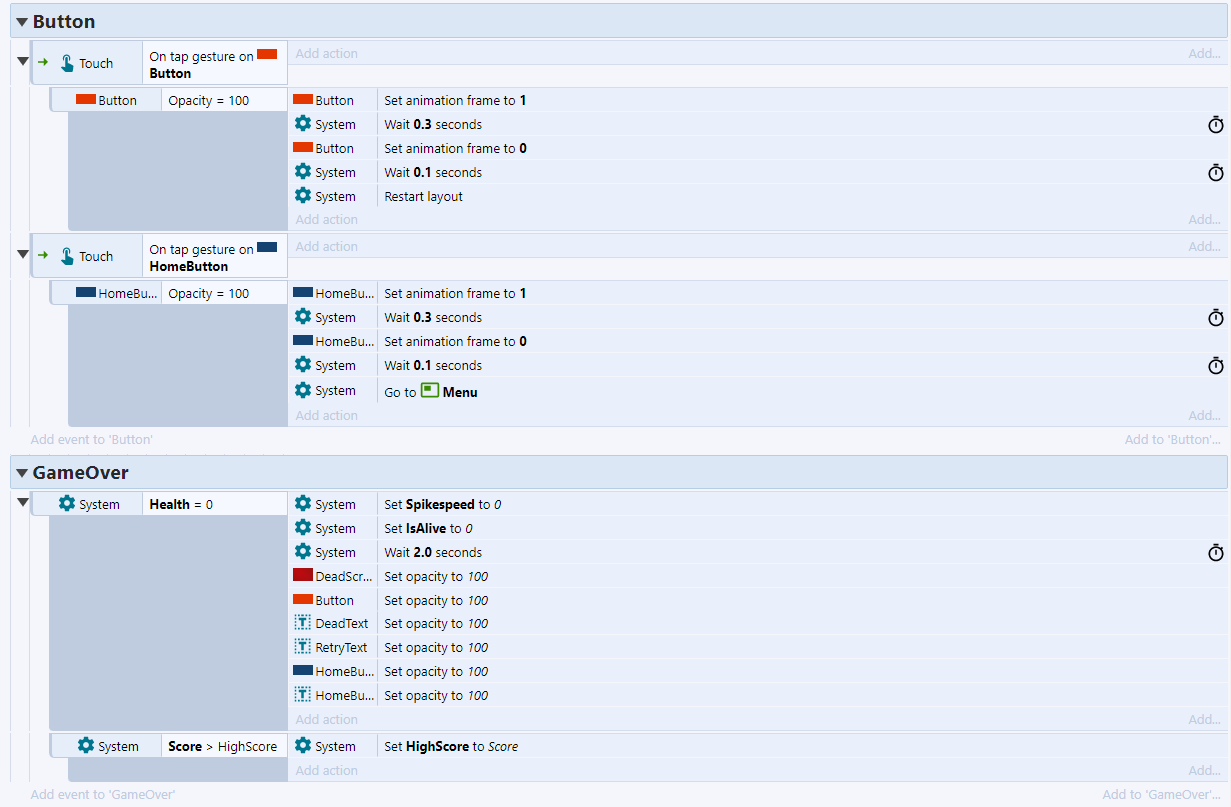 Button
Touch On tap gesture on Button Add action Add...
Button Opacity = 100 Button Set animation frame to 1
System Wait 0.3 seconds
Button Set animation frame to 0
System Wait 0.1 seconds
System Restart layout
Add action Add...
Touch On tap gesture on HomeButton Add action Add...
HomeBu... Opacity = 100 HomeBu... Set animation frame to 1
System Wait 0.3 seconds
HomeBu... Set animation frame to 0
System Wait 0.1 seconds
System Go to Menu
Add action Add...
Add event to 'Button' Add to 'Button'...
GameOver
System Health = 0 System Set Spikespeed to 0
System Set IsAlive to 0
System Wait 2.0 seconds
DeadScr... Set opacity to 100
Button Set opacity to 100
DeadText Set opacity to 100
RetryText Set opacity to 100
HomeBu... Set opacity to 100
HomeBu... Set opacity to 100
Add action Add...
System Score > HighScore System Set HighScore to Score
Add action Add...
Add event to 'GameOver' Add to 'GameOver'...